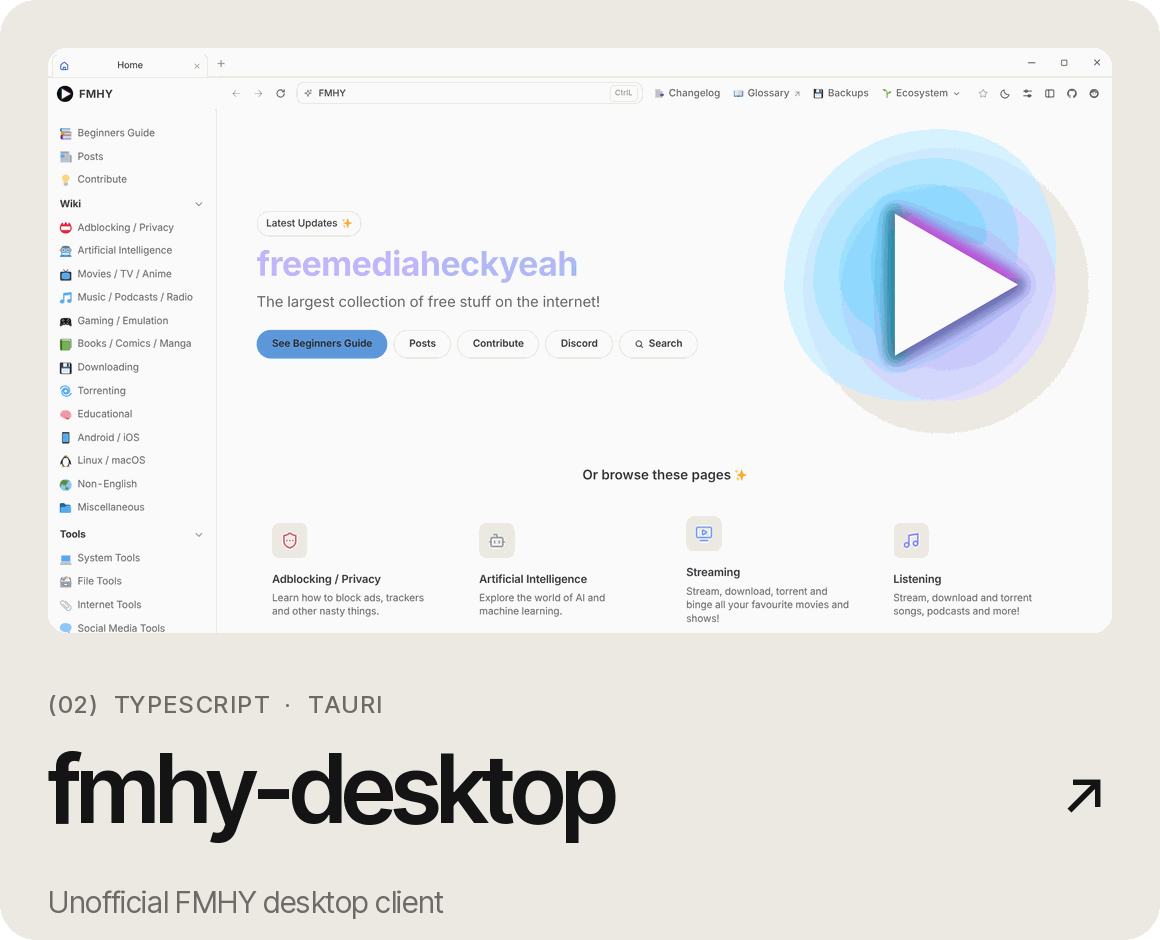 Home
FMHY
FMHY
CtrlL
Changelog
Glossary
Backups
Ecosystem
Beginners Guide
Posts
Contribute
Wiki
Adblocking / Privacy
Artificial Intelligence
Movies / TV / Anime
Music / Podcasts / Radio
Gaming / Emulation
Books / Comics / Manga
Downloading
Torrenting
Educational
Android / iOS
Linux / macOS
Non-English
Miscellaneous
Tools
System Tools
File Tools
Internet Tools
Social Media Tools
Latest Updates ✨
freemediaheckyeah
The largest collection of free stuff on the internet!
See Beginners Guide
Posts
Contribute
Discord
Search
Or browse these pages ✨
Adblocking / Privacy
Learn how to block ads, trackers
and other nasty things.
Artificial Intelligence
Explore the world of AI and
machine learning.
Streaming
Stream, download, torrent and
binge all your favourite movies and
shows!
Listening
Stream, download and torrent
songs, podcasts and more!
(02) TYPESCRIPT · TAURI
fmhy-desktop
Unofficial FMHY desktop client